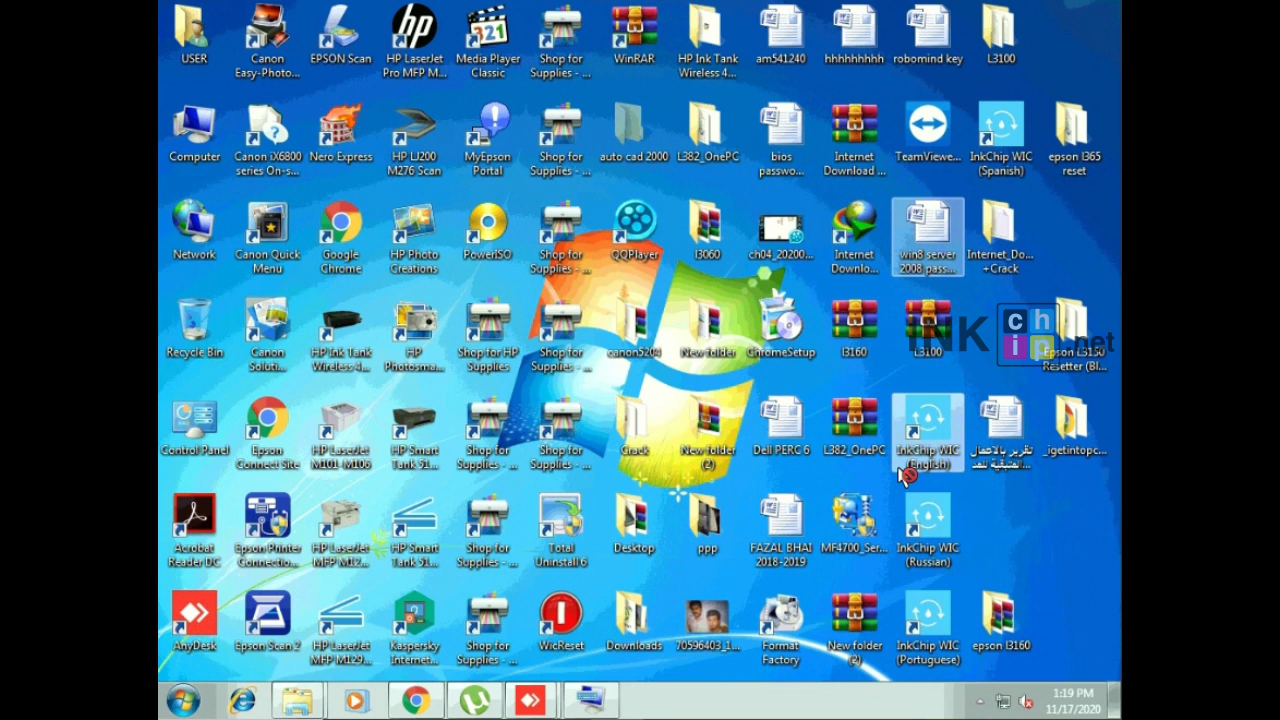 USER
Canon
Easy-Photo...
EPSON Scan
HP LaserJet
Pro MFP M...
Media Player
Classic
Shop for
Supplies - ...
WinRAR
HP Ink Tank
Wireless 4...
am541240
hhhhhhhhh
robomind key
L3100
Computer
Canon iX6800
series On-s...
Nero Express
HP LJ200
M276 Scan
MyEpson
Portal
Shop for
Supplies - ...
auto cad 2000
L382_OnePC
bios
passwo...
Internet
Download ...
TeamViewe...
InkChip WIC
(Spanish)
epson l365
reset
Network
Canon Quick
Menu
Google
Chrome
HP Photo
Creations
PowerISO
Shop for
Supplies - ...
QQPlayer
l3060
ch04_20200...
Internet
Downlo...
win8 server
2008 pass...
Internet_Do...
+Crack
Recycle Bin
Canon
Soluti...
HP Ink Tank
Wireless 4...
HP
Photosma...
Shop for HP
Supplies
Shop for
Supplies - ...
canon5204
New folder
ChromeSetup
l3160
L3100
INK chip.net
Epson L3150
Resetter (Bl...
Control Panel
Epson
Connect Site
HP LaserJet
M101-M106
HP Smart
Tank 51...
Shop for
Supplies - ...
Shop for
Supplies - ...
Crack
New folder
(2)
Dell PERC 6
L382_OnePC
InkChip WIC
(English)
تقرير بالاعمال
المتبقية للعد...
_igetintopc...
Acrobat
Reader DC
Epson Printer
Connectio...
HP LaserJet
MFP M12...
HP Smart
Tank 51...
Shop for
Supplies - ...
Total
Uninstall 6
Desktop
ppp
FAZAL BHAI
2018-2019
MF4700_Ser...
InkChip WIC
(Russian)
AnyDesk
Epson Scan 2
HP LaserJet
MFP M129...
Kaspersky
Internet...
Shop for
Supplies - ...
WicReset
Downloads
70596403_1...
Format
Factory
New folder
(2)
InkChip WIC
(Portuguese)
epson l3160
1:19 PM
11/17/2020